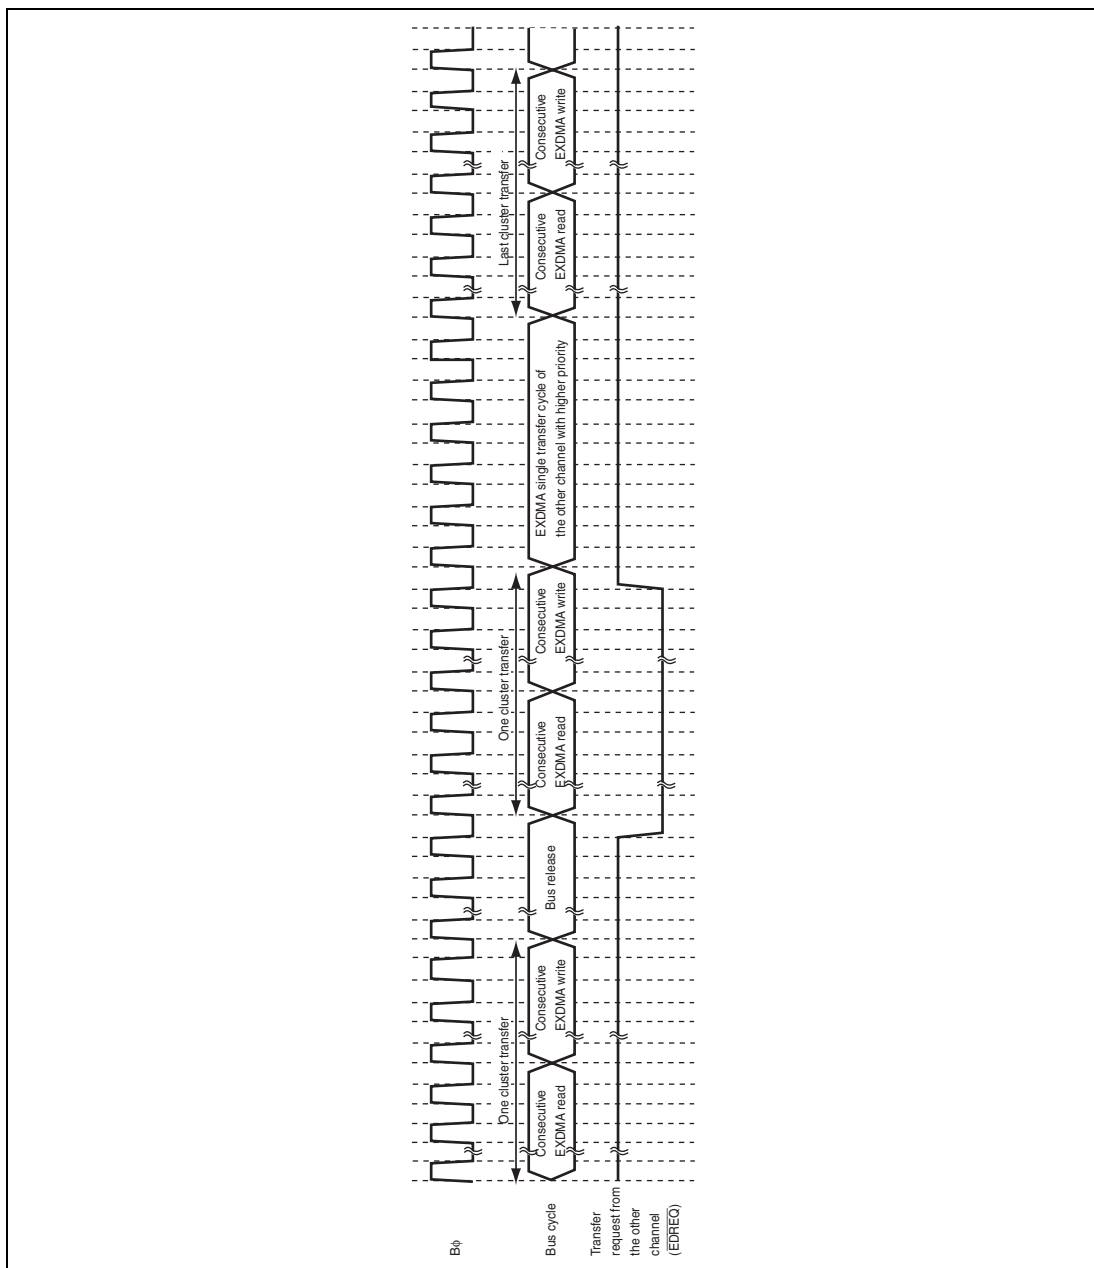 Bφ
One cluster transfer
One cluster transfer
Last cluster transfer
Bus cycle
Consecutive
EXDMA read
Consecutive
EXDMA write
Bus release
Consecutive
EXDMA read
Consecutive
EXDMA write
EXDMA single transfer cycle of
the other channel with higher priority
Consecutive
EXDMA read
Consecutive
EXDMA write
Transfer
request from
the other
channel
(EDREQ)